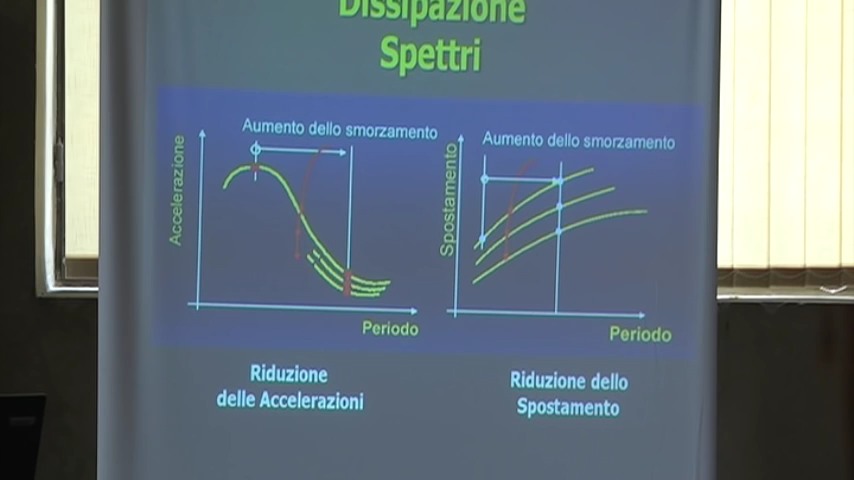 Dissipazione
Spettri
Aumento dello smorzamento
Accelerazione
Periodo
Riduzione
delle Accelerazioni
Aumento dello smorzamento
Spostamento
Periodo
Riduzione dello
Spostamento